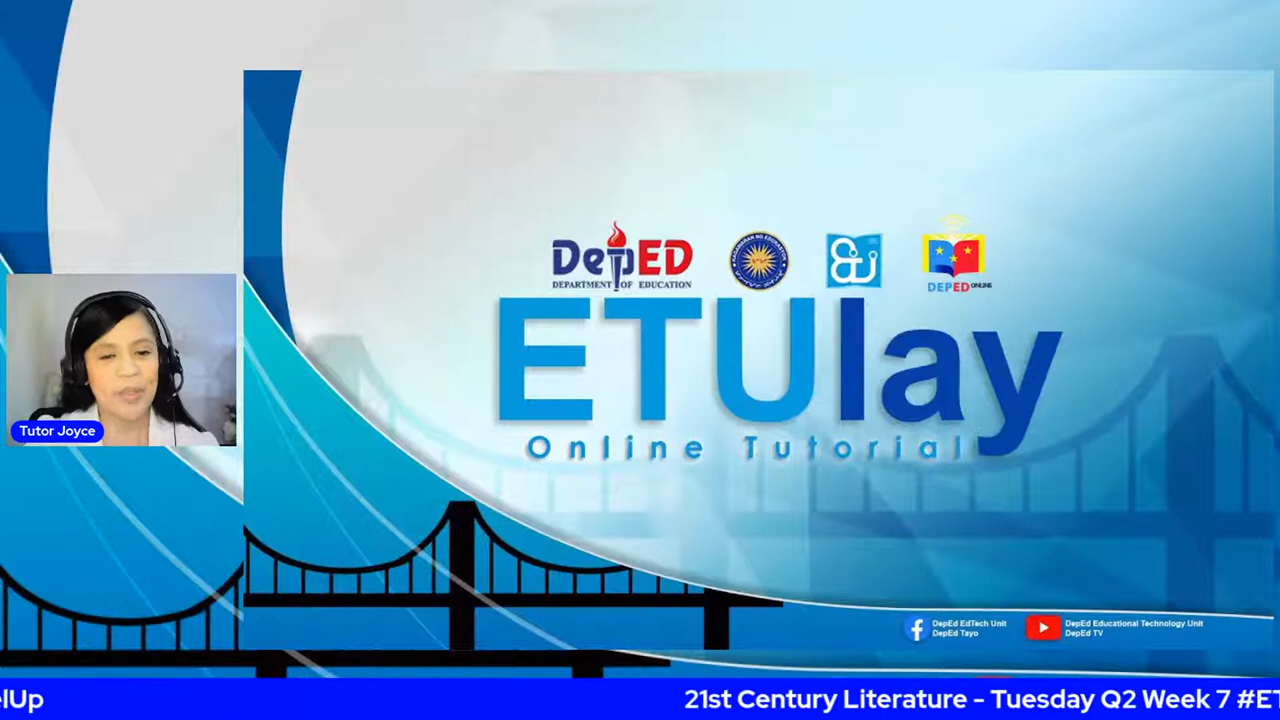 DepED
DEPARTMENT OF EDUCATION
DEPED ONLINE
ETUlay
Online Tutorial
Tutor Joyce
DepEd EdTech Unit
DepEd Tayo
DepEd Educational Technology Unit
DepEd TV
elUp
21st Century Literature - Tuesday Q2 Week 7 #ET